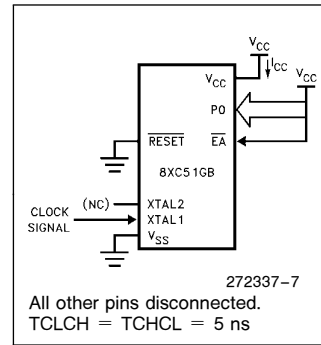 VCC
ICC
VCC
VCC
P0
RESET
EA
8XC51GB
(NC)
XTAL2
CLOCK
SIGNAL
XTAL1
VSS
272337–7
All other pins disconnected.
TCLCH = TCHCL = 5 ns